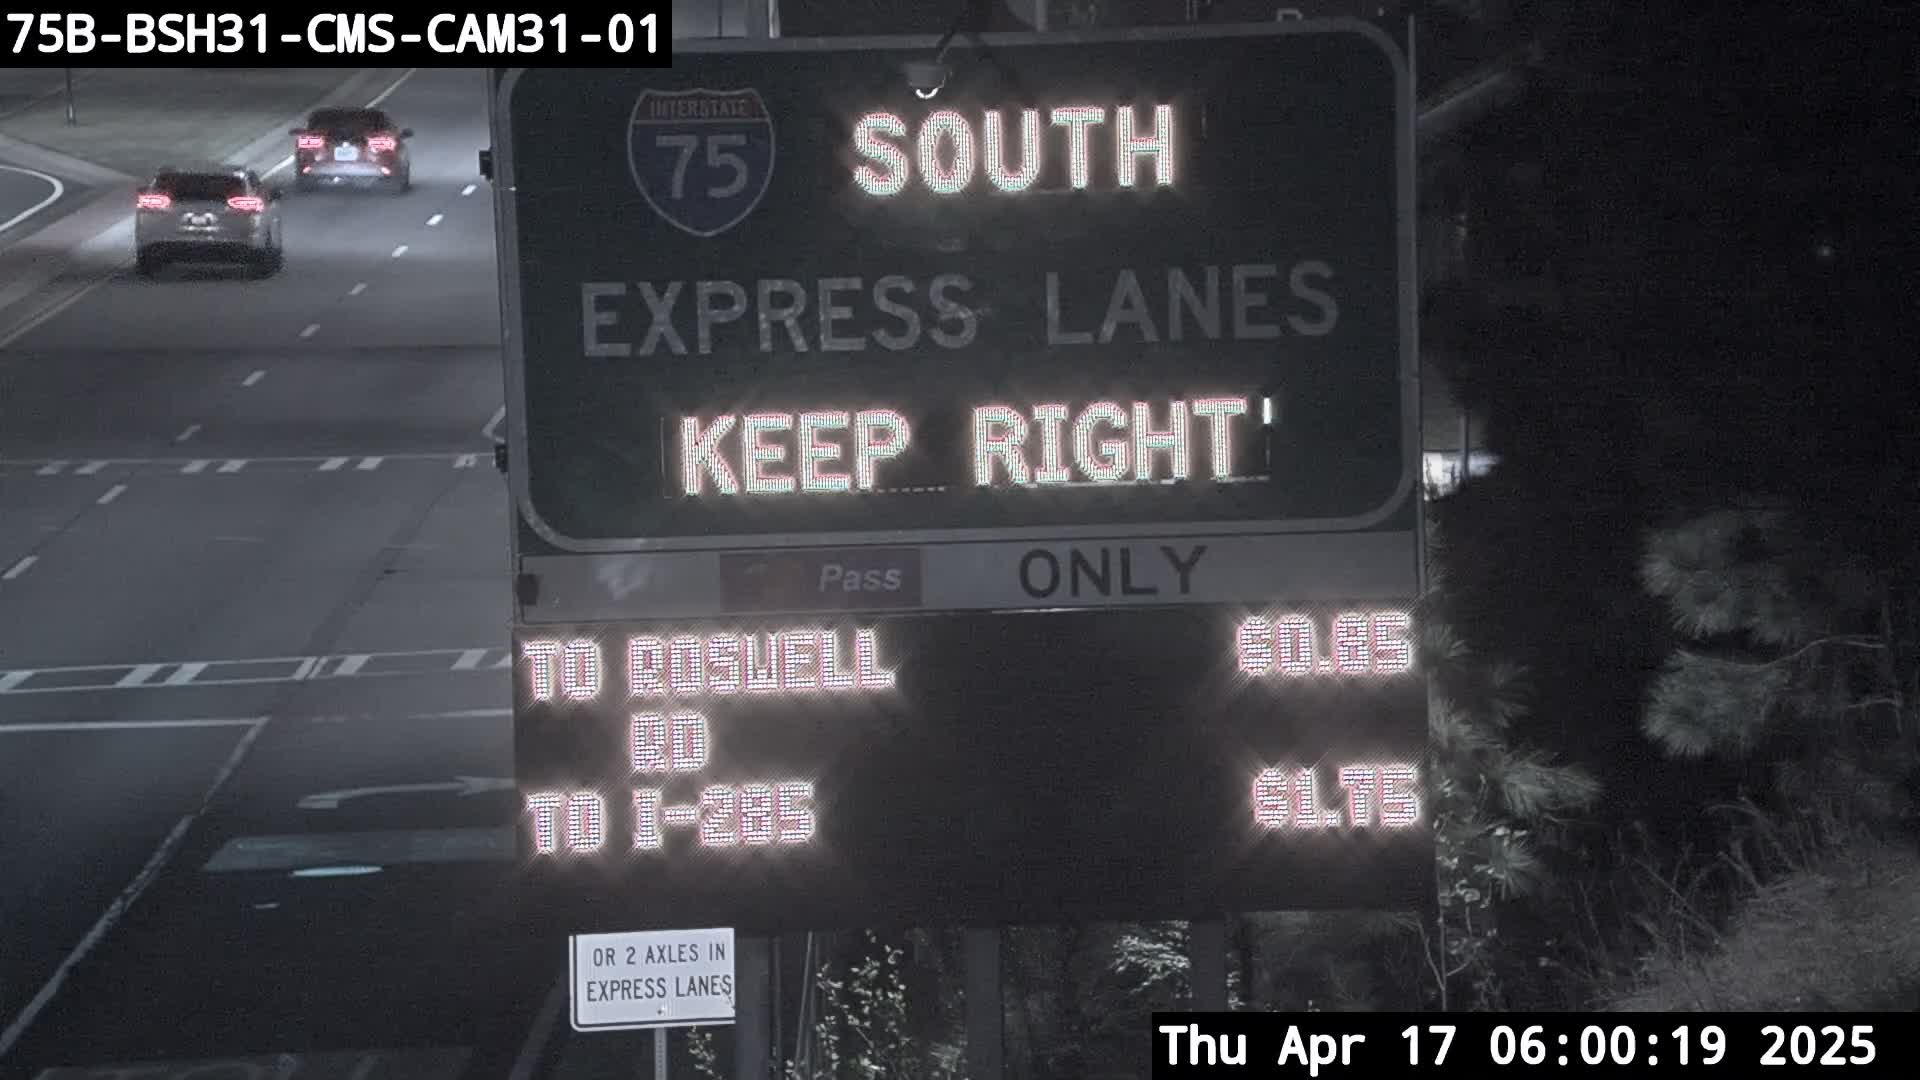 75B-BSH31-CMS-CAM31-01
INTERSTATE
75
SOUTH
EXPRESS LANES
KEEP RIGHT
Pass ONLY
TO ROSWELL $0.85
RD
TO I-285 $1.75
OR 2 AXLES IN
EXPRESS LANES
Thu Apr 17 06:00:19 2025